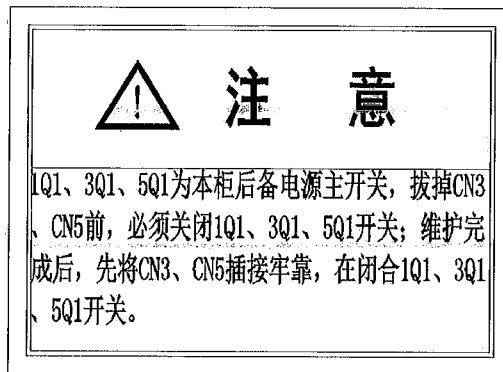 注 意
1Q1、3Q1、5Q1为本柜后备电源主开关，拔掉CN3
、CN5前，必须关闭1Q1、3Q1、5Q1开关；维护完
成后，先将CN3、CN5插接牢靠，在闭合1Q1、3Q1
、5Q1开关。